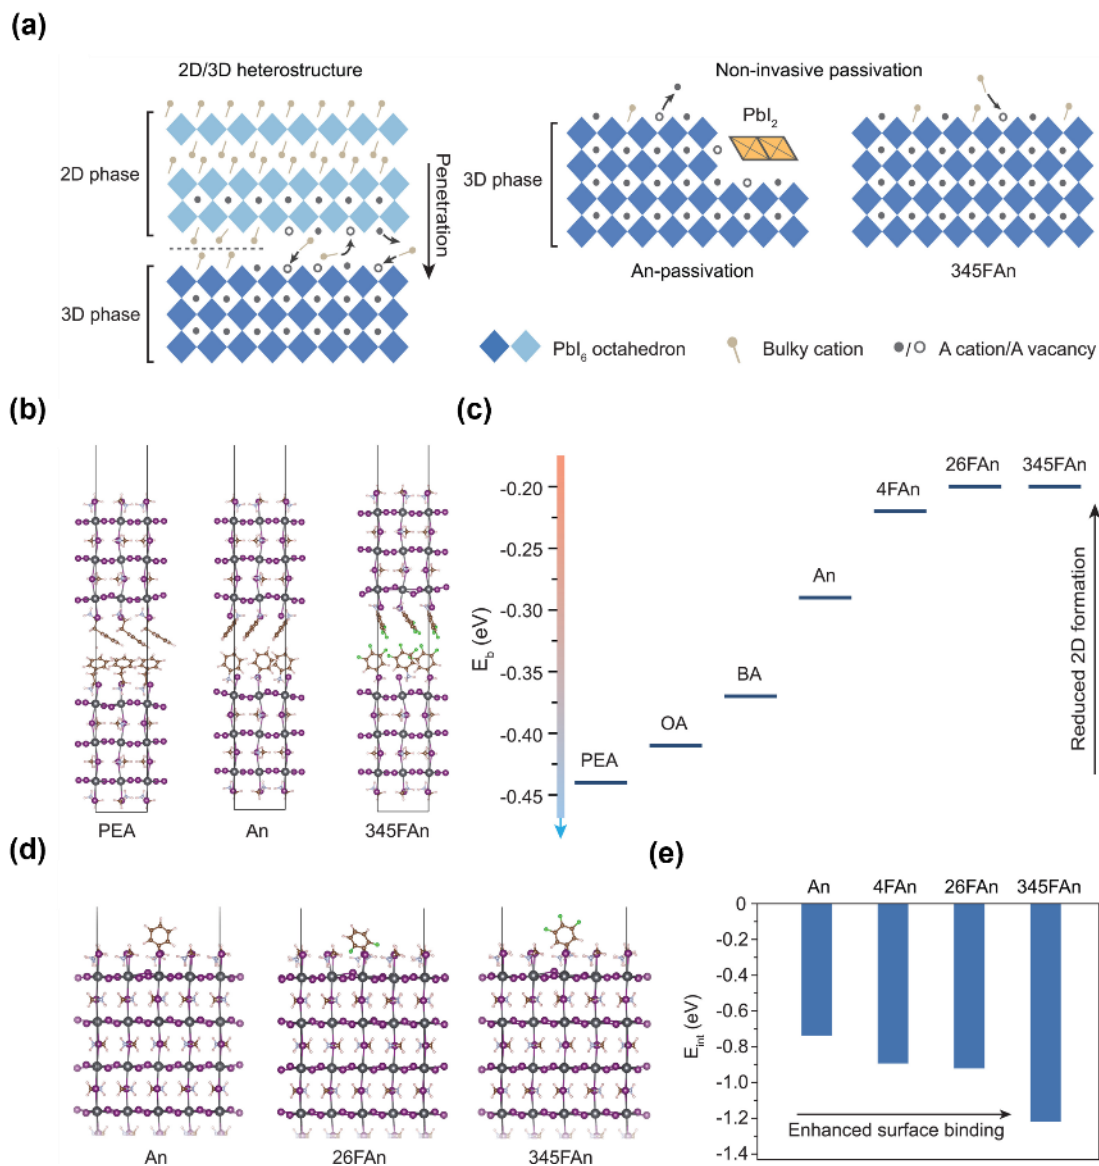 (a)
2D/3D heterostructure
Non-invasive passivation
2D phase
Penetration
3D phase
3D phase
PbI2
An-passivation
345FAn
PbI6 octahedron
Bulky cation
/ A cation/A vacancy
(b)
PEA
An
345FAn
(c)
Eb (eV)
-0.20
-0.25
-0.30
-0.35
-0.40
-0.45
PEA
OA
BA
An
4FAn
26FAn
345FAn
Reduced 2D formation
(d)
An
26FAn
345FAn
(e)
An 4FAn 26FAn 345FAn
Eint (eV)
0
-0.2
-0.4
-0.6
-0.8
-1.0
-1.2
-1.4
Enhanced surface binding